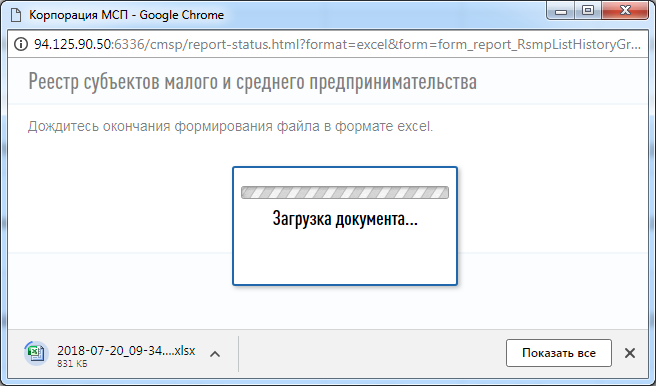 Корпорация МСП - Google Chrome
94.125.90.50:6336/cmsp/report-status.html?format=excel&form=form_report_RsmpListHistoryGr...
Реестр субъектов малого и среднего предпринимательства
Дождитесь окончания формирования файла в формате excel.
Загрузка документа...
2018-07-20_09-34....xlsx
831 КБ
Показать все